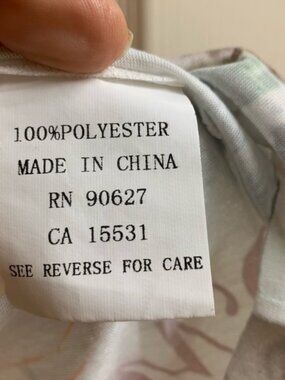 100%POLYESTER
MADE IN CHINA
RN 90627
CA 15531
SEE REVERSE FOR CARE